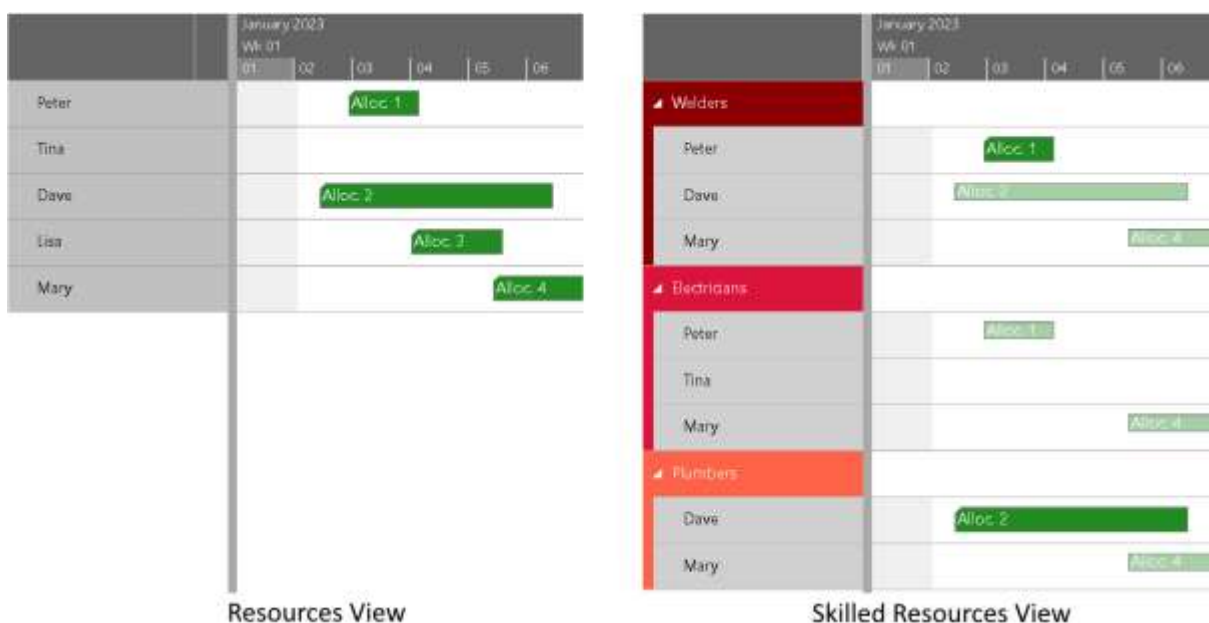 January 2023
Wk 01
01 02 03 04 05 06
Peter Alloc. 1
Tina
Dave Alloc. 2
Lisa Alloc. 3
Mary Alloc. 4
Resources View
January 2023
Wk 01
01 02 03 04 05 06
Welders
Peter Alloc. 1
Dave Alloc. 2
Mary Alloc. 4
Electricians
Peter Alloc. 1
Tina
Mary Alloc. 4
Plumbers
Dave Alloc. 2
Mary Alloc. 4
Skilled Resources View